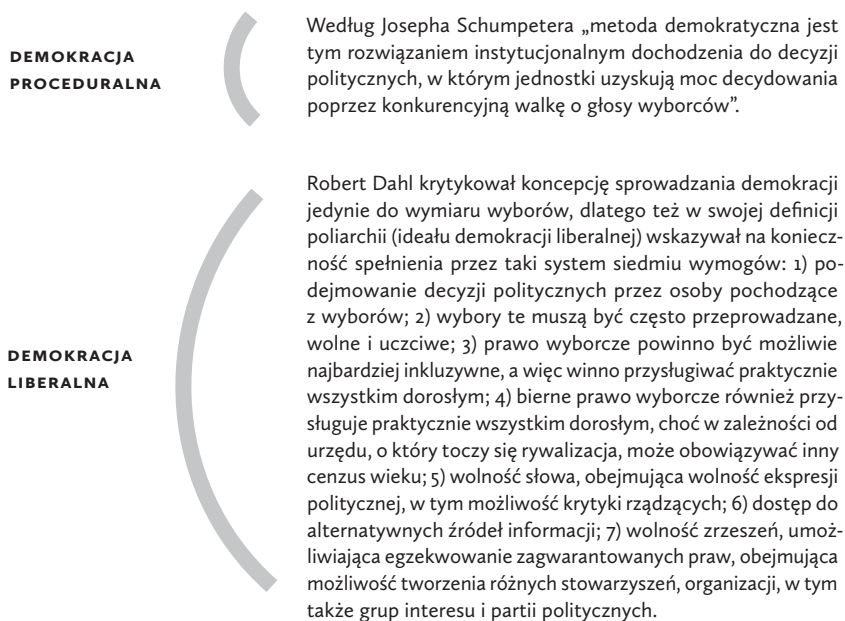 DEMOKRACJA
PROCEDURALNA
Według Josepha Schumpetera „metoda demokratyczna jest
tym rozwiązaniem instytucjonalnym dochodzenia do decyzji
politycznych, w którym jednostki uzyskują moc decydowania
poprzez konkurencyjną walkę o głosy wyborców”.
DEMOKRACJA
LIBERALNA
Robert Dahl krytykował koncepcję sprowadzania demokracji
jedynie do wymiaru wyborów, dlatego też w swojej definicji
poliarchii (ideału demokracji liberalnej) wskazywał na koniecz-
ność spełnienia przez taki system siedmiu wymogów: 1) po-
dejmowanie decyzji politycznych przez osoby pochodzące
z wyborów; 2) wybory te muszą być często przeprowadzane,
wolne i uczciwe; 3) prawo wyborcze powinno być możliwie
najbardziej inkluzywne, a więc winno przysługiwać praktycznie
wszystkim dorosłym; 4) bierne prawo wyborcze również przy-
sługuje praktycznie wszystkim dorosłym, choć w zależności od
urzędu, o który toczy się rywalizacja, może obowiązywać inny
cenzus wieku; 5) wolność słowa, obejmująca wolność ekspresji
politycznej, w tym możliwość krytyki rządzących; 6) dostęp do
alternatywnych źródeł informacji; 7) wolność zrzeszeń, umoż-
liwiająca egzekwowanie zagwarantowanych praw, obejmująca
możliwość tworzenia różnych stowarzyszeń, organizacji, w tym
także grup interesu i partii politycznych.